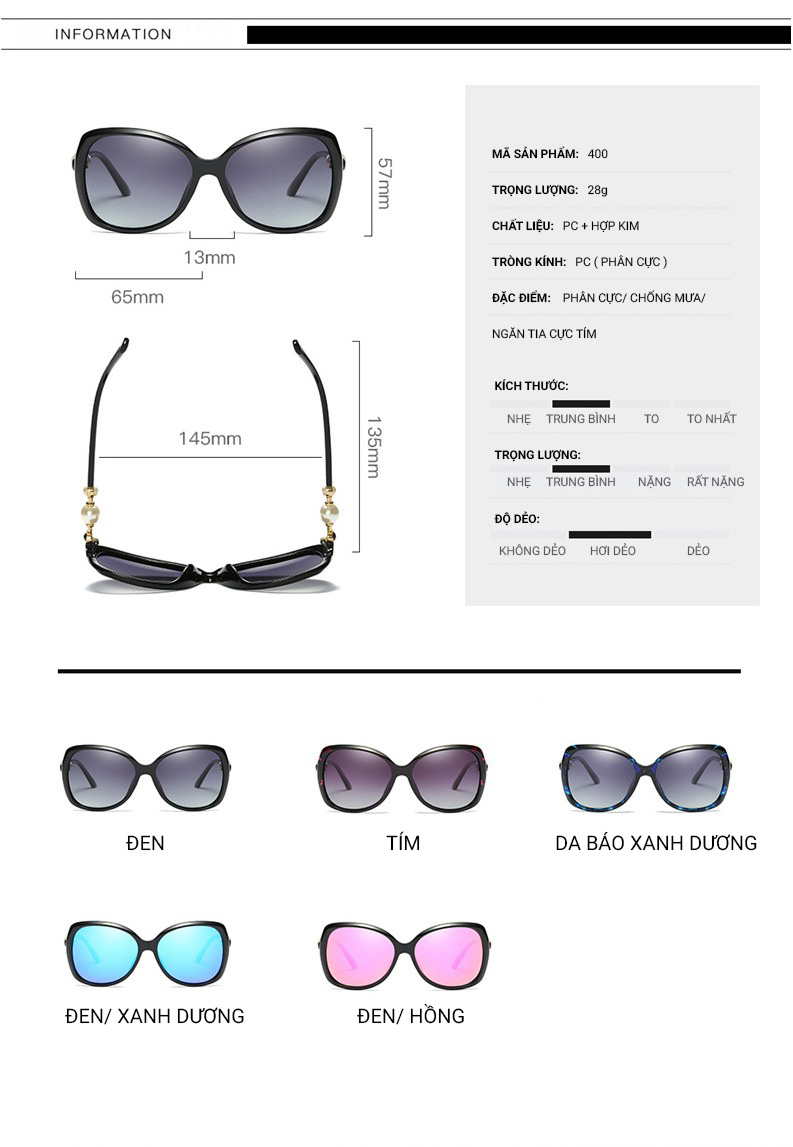 INFORMATION
57mm
13mm
65mm
145mm
135mm
MÃ SẢN PHẨM: 400
TRỌNG LƯỢNG: 28g
CHẤT LIỆU: PC + HỢP KIM
TRÒNG KÍNH: PC ( PHÂN CỰC )
ĐẶC ĐIỂM: PHÂN CỰC/ CHỐNG MƯA/
NGĂN TIA CỰC TÍM
KÍCH THƯỚC:
NHẸ TRUNG BÌNH TO TO NHẤT
TRỌNG LƯỢNG:
NHẸ TRUNG BÌNH NẶNG RẤT NẶNG
ĐỘ DẺO:
KHÔNG DẺO HƠI DẺO DẺO
ĐEN TÍM DA BÁO XANH DƯƠNG
ĐEN/ XANH DƯƠNG ĐEN/ HỒNG